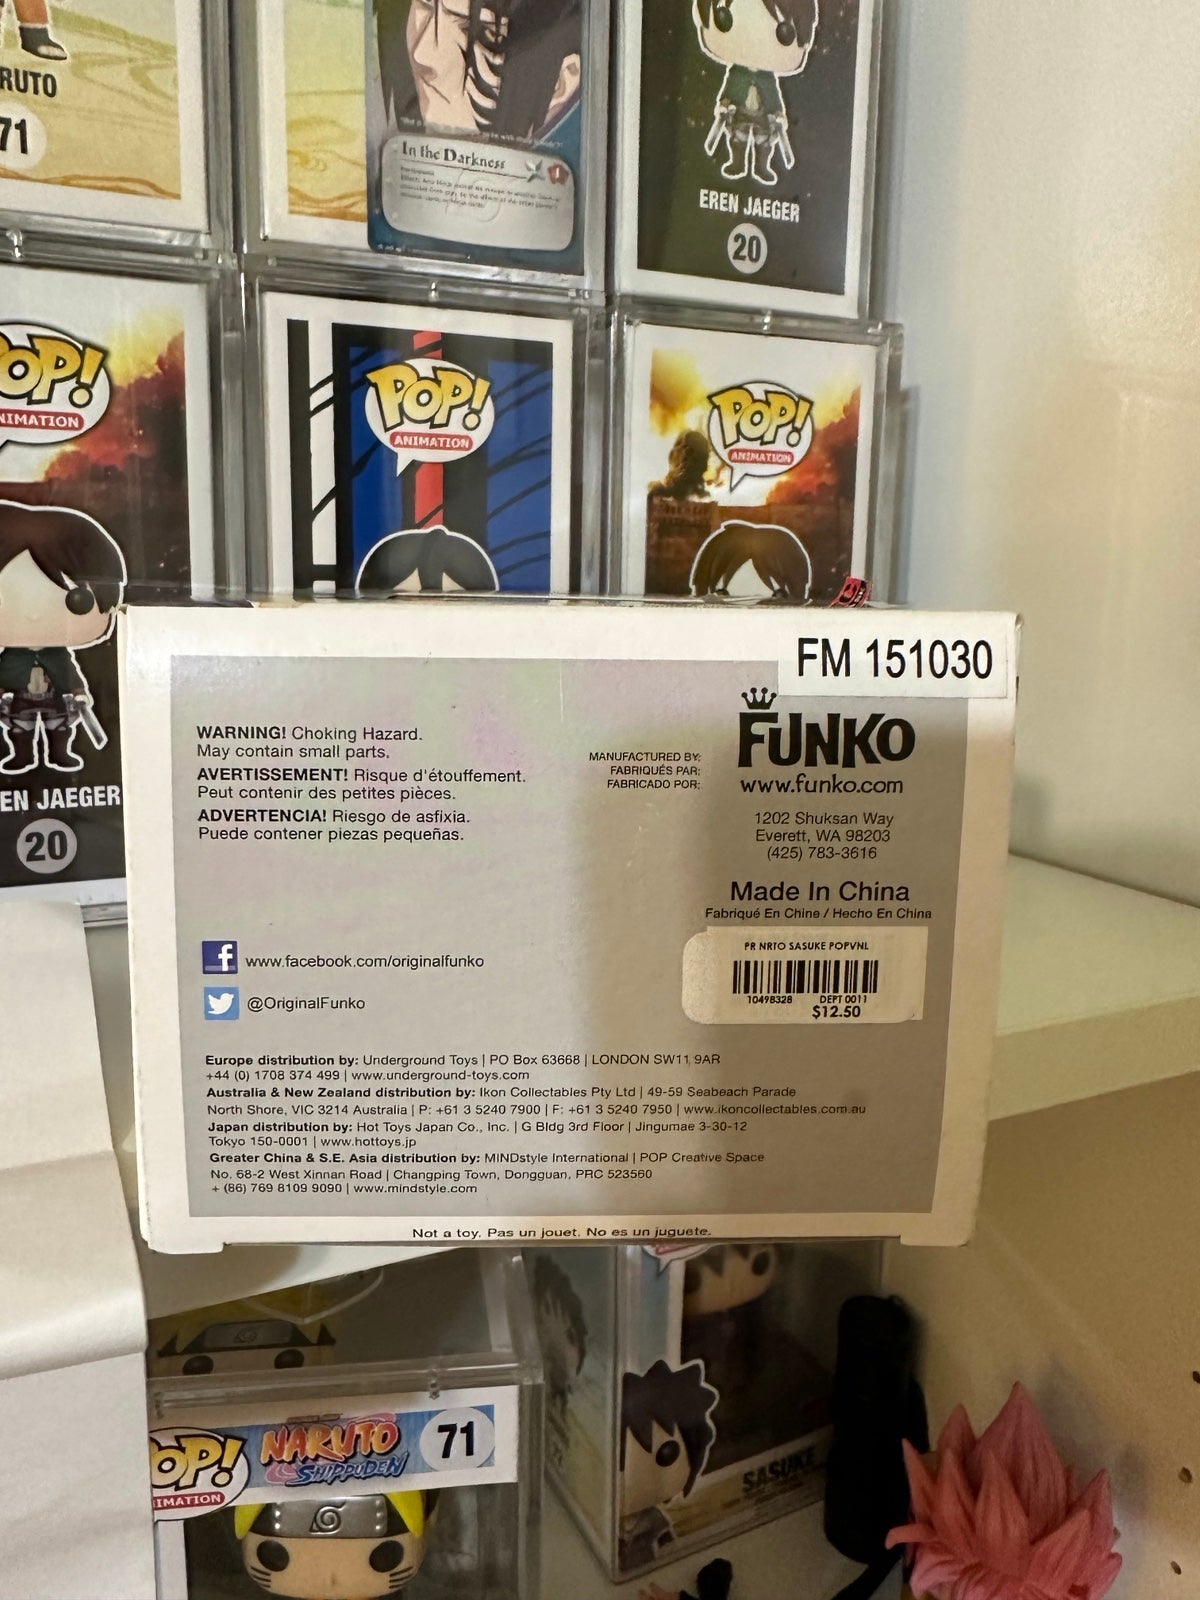 RUTO
71
In the Darkness
EREN JAEGER
20
POP!
ANIMATION
POP!
ANIMATION
OP!
NIMATION
EN JAEGER
20
FM 151030
WARNING! Choking Hazard.
May contain small parts.
AVERTISSEMENT! Risque d'étouffement.
Peut contenir des petites pièces.
ADVERTENCIA! Riesgo de asfixia.
Puede contener piezas pequeñas.
MANUFACTURED BY:
FABRIQUÉS PAR:
FABRICADO POR:
FUNKO
www.funko.com
1202 Shuksan Way
Everett, WA 98203
(425) 783-3616
Made In China
Fabriqué En Chine / Hecho En China
PR NRTO SASUKE POPVNL
10498328 DEPT 0011
$12.50
f www.facebook.com/originalfunko
@OriginalFunko
Europe distribution by: Underground Toys | PO Box 63668 | LONDON SW11 9AR
+44 (0) 1708 374 499 | www.underground-toys.com
Australia & New Zealand distribution by: Ikon Collectables Pty Ltd | 49-59 Seabeach Parade
North Shore, VIC 3214 Australia | P: +61 3 5240 7900 | F: +61 3 5240 7950 | www.ikoncollectables.com.au
Japan distribution by: Hot Toys Japan Co., Inc. | G Bldg 3rd Floor | Jingumae 3-30-12
Tokyo 150-0001 | www.hottoys.jp
Greater China & S.E. Asia distribution by: MINDstyle International | POP Creative Space
No. 68-2 West Xinnan Road | Changping Town, Dongguan, PRC 523560
+ (86) 769 8109 9090 | www.mindstyle.com
Not a toy. Pas un jouet. No es un juguete.
OP!
IMATION
NARUTO
SHIPPUDEN
71
SASUKE